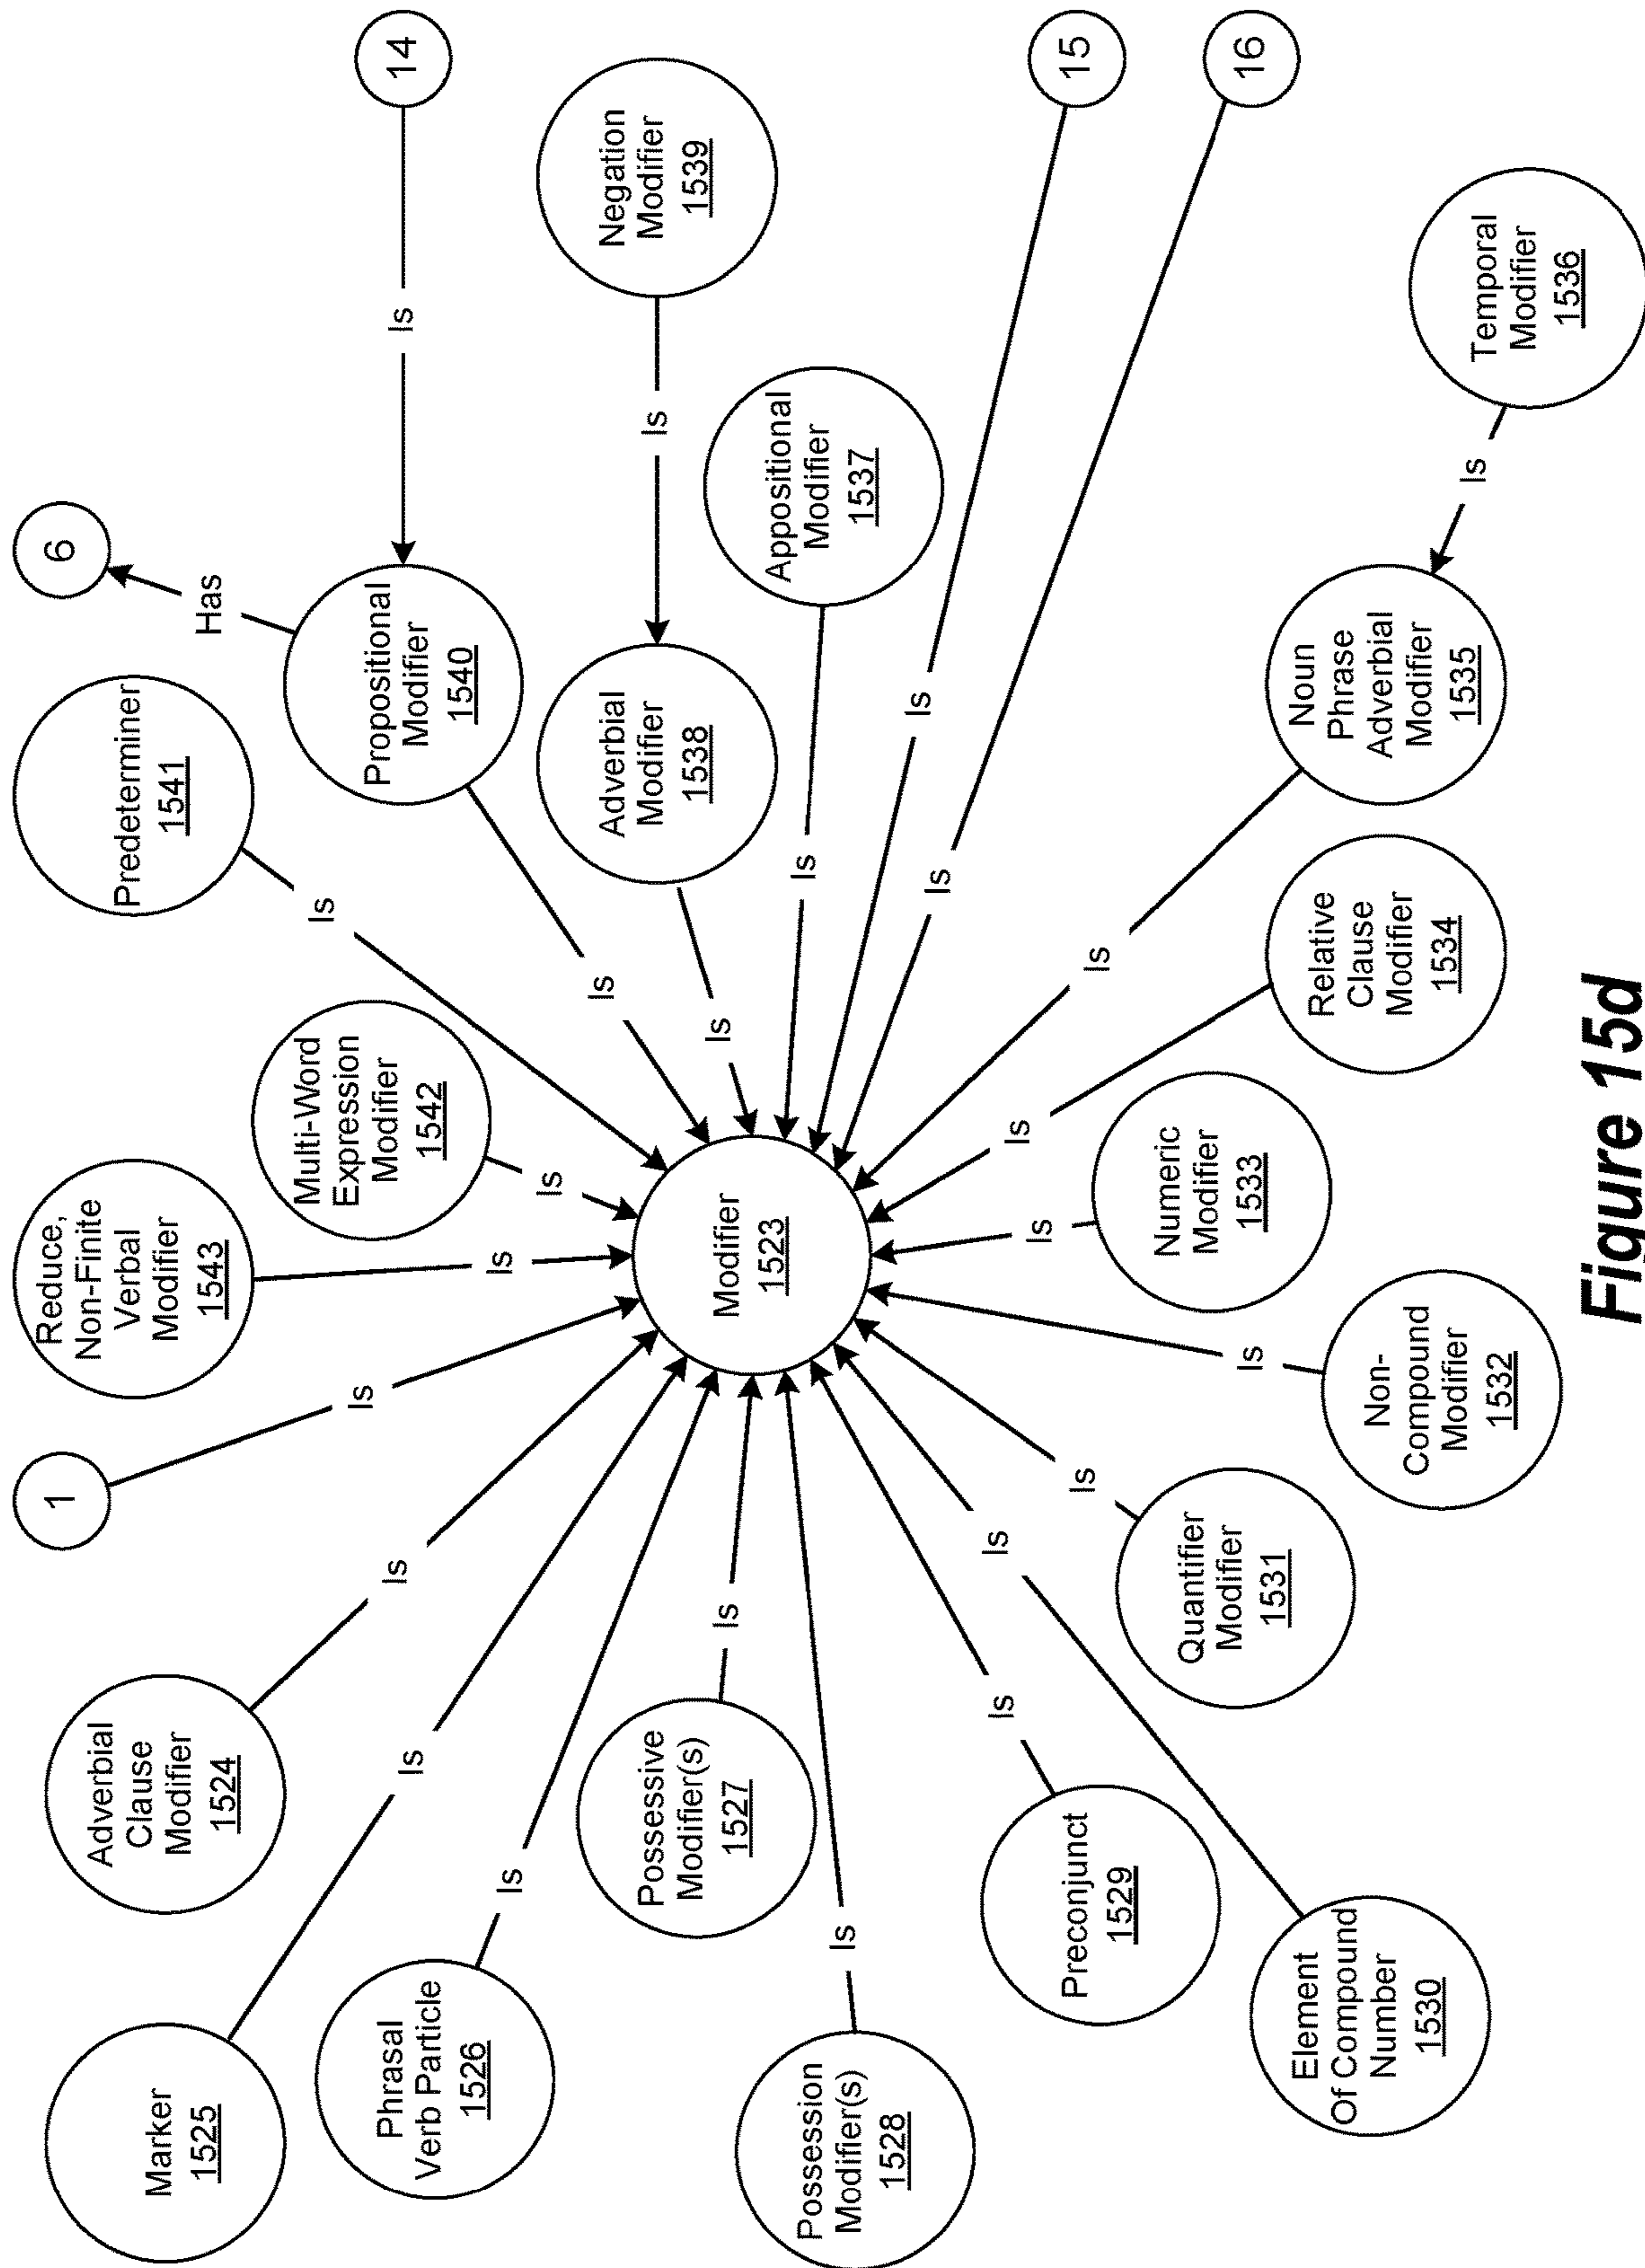 Marker
1525
Adverbial
Clause
Modifier
1524
1
Reduce,
Non-Finite
Verbal
Modifier
1543
Predeterminer
1541
6
Has
Is
Is
Is
Is
Phrasal
Verb Particle
1526
Multi-Word
Expression
Modifier
1542
Propositional
Modifier
1540
Is
14
Is
Is
Is
Is
Is
Possessive
Modifier(s)
1527
Adverbial
Modifier
1538
Is
Negation
Modifier
1539
Is
Is
Modifier
1523
Is
Appositional
Modifier
1537
Possession
Modifier(s)
1528
Is
Is
Is
15
16
Preconjunct
1529
Is
Is
Is
Is
Is
Is
Is
Quantifier
Modifier
1531
Numeric
Modifier
1533
Element
Of Compound
Number
1530
Non-
Compound
Modifier
1532
Relative
Clause
Modifier
1534
Noun
Phrase
Adverbial
Modifier
1535
Is
Temporal
Modifier
1536
Figure 15d